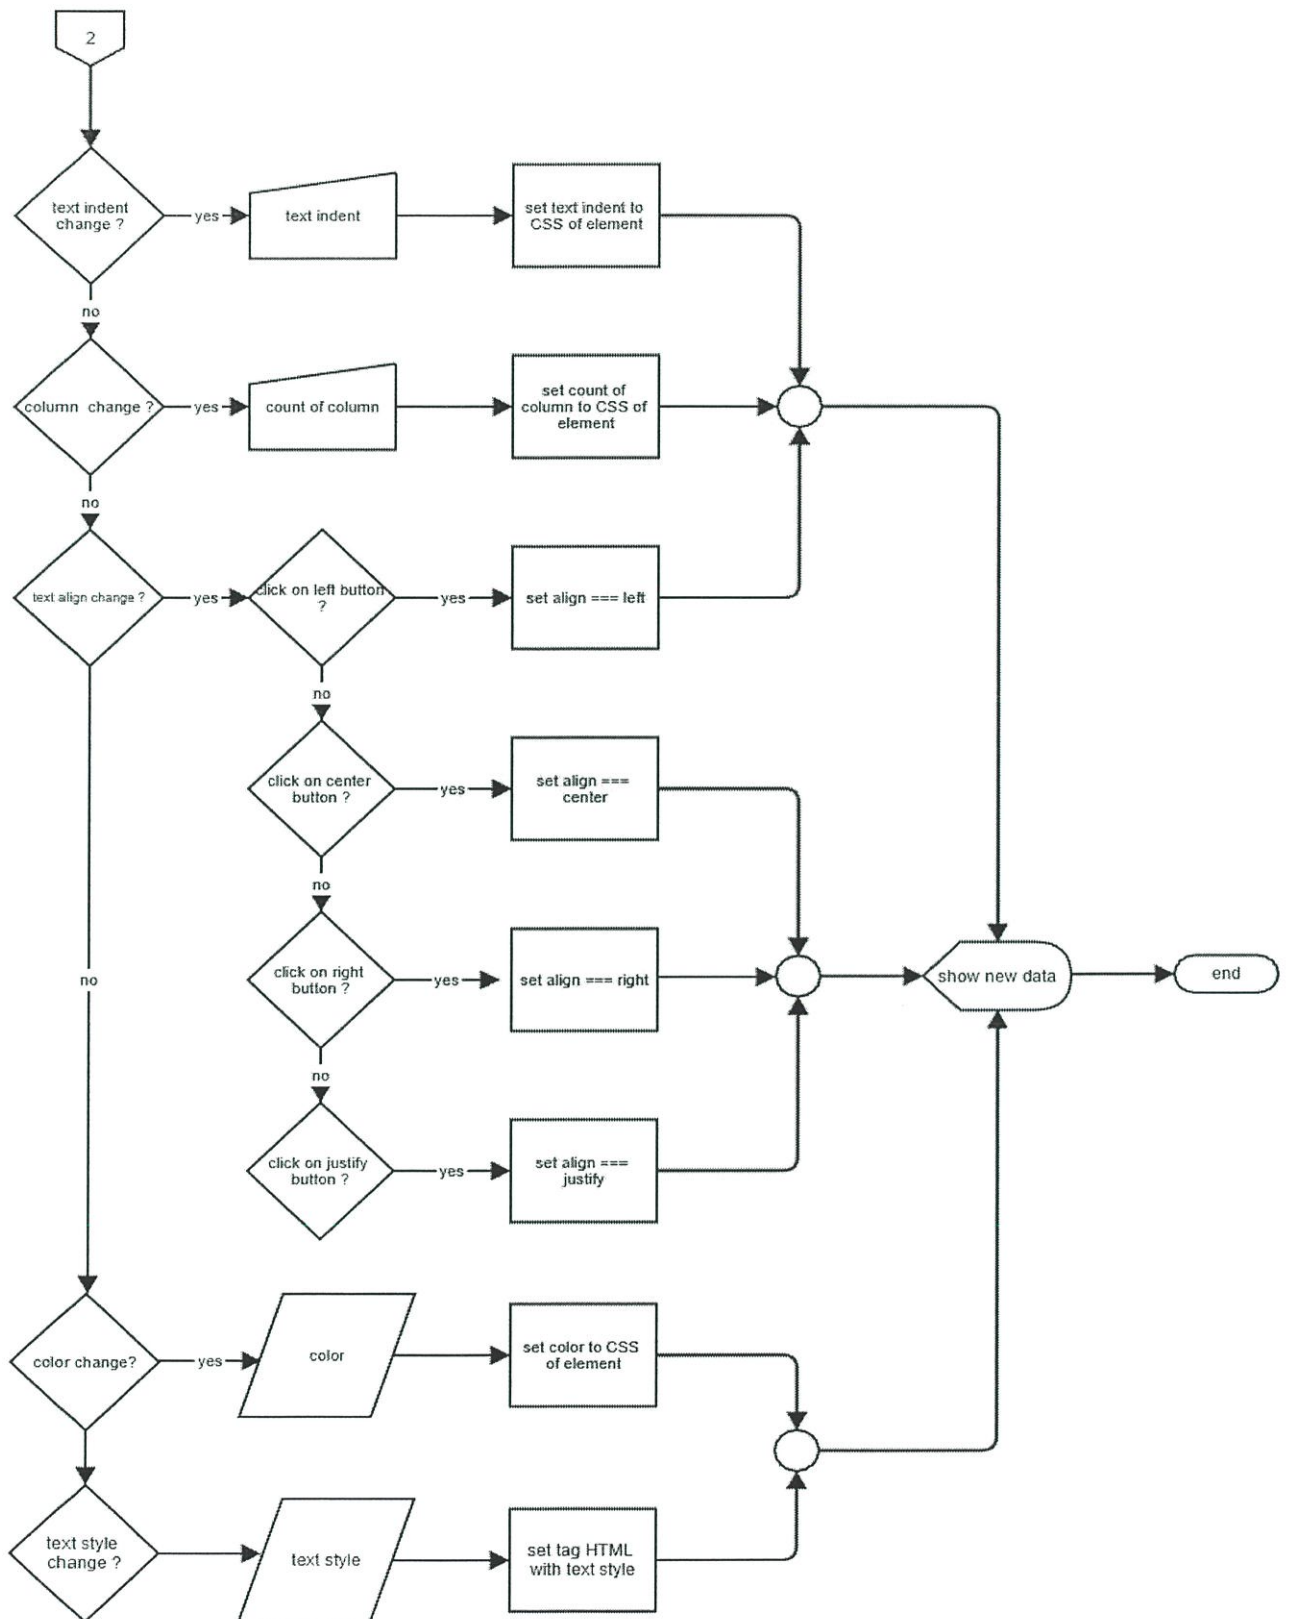 2
text indent
change ?
yes
text indent
set text indent to
CSS of element
no
column change ?
yes
count of column
set count of
column to CSS of
element
no
text align change ?
yes
click on left button
?
yes
set align === left
no
click on center
button ?
yes
set align ===
center
no
click on right
button ?
yes
set align === right
no
show new data
end
no
click on justify
button ?
yes
set align ===
justify
color change?
yes
color
set color to CSS
of element
text style
change ?
text style
set tag HTML
with text style